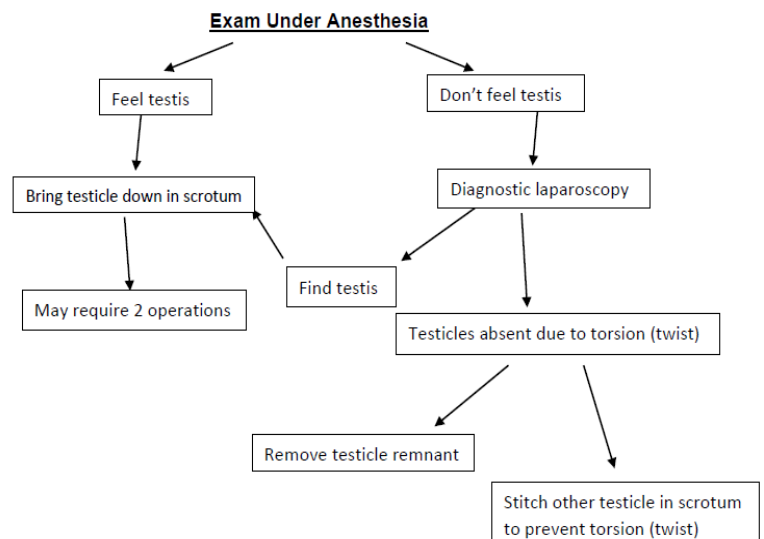 Exam Under Anesthesia
Feel testis
Don't feel testis
Bring testicle down in scrotum
Diagnostic laparoscopy
Find testis
May require 2 operations
Testicles absent due to torsion (twist)
Remove testicle remnant
Stitch other testicle in scrotum
to prevent torsion (twist)